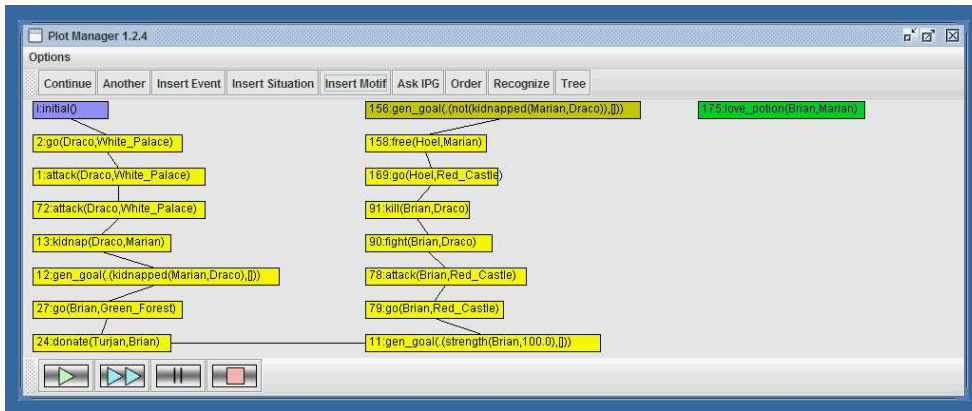 Plot Manager 1.2.4
Options
Continue Another Insert Event Insert Situation Insert Motif Ask IPG Order Recognize Tree
i:initial()
2:go(Draco,White_Palace)
1:attack(Draco,White_Palace)
72:attack(Draco,White_Palace)
13:kidnap(Draco,Marian)
12:gen_goal(.(kidnapped(Marian,Draco),[]))
27:go(Brian,Green_Forest)
24:donate(Turjan,Brian)
156:gen_goal(.(not(kidnapped(Marian,Draco)),[]))
158:free(Hoel,Marian)
169:go(Hoel,Red_Castle)
91:kill(Brian,Draco)
90:fight(Brian,Draco)
78:attack(Brian,Red_Castle)
79:go(Brian,Red_Castle)
11:gen_goal(.(strength(Brian,100.0),[]))
175:love_potion(Brian,Marian)